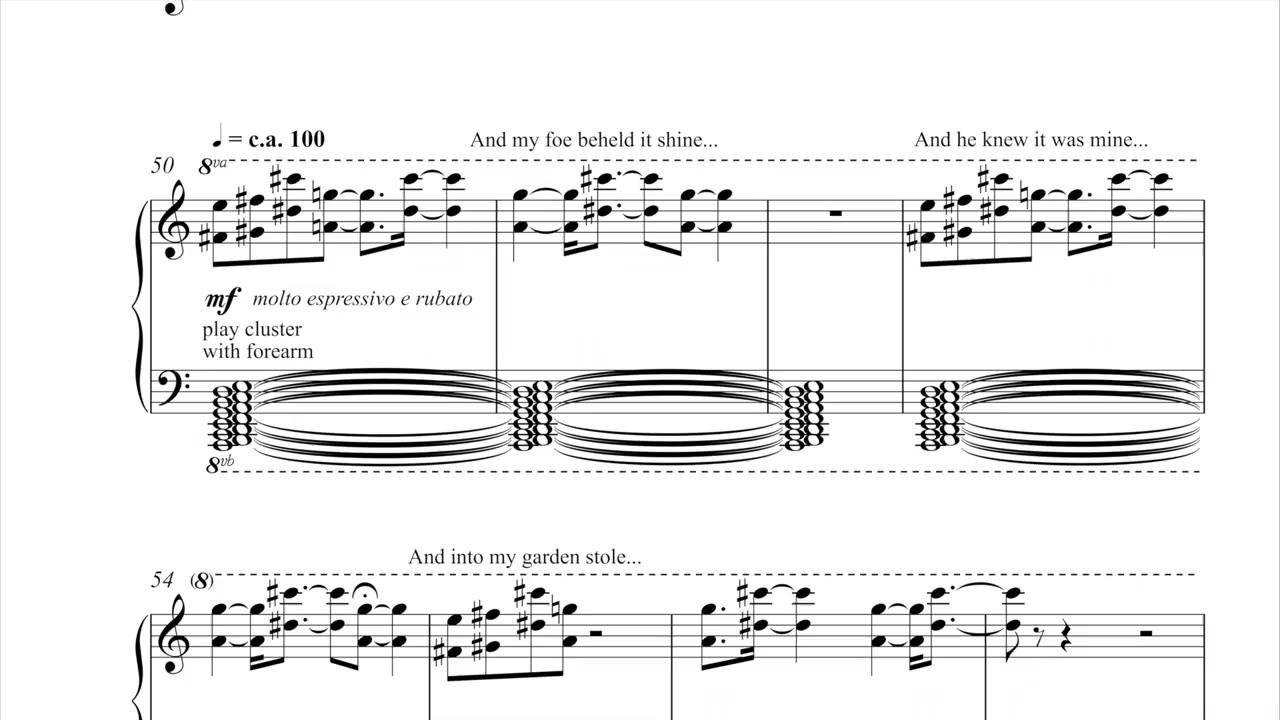 = c.a. 100
And my foe beheld it shine...
And he knew it was mine...
50
8va
mf molto espressivo e rubato
play cluster
with forearm
8vb
And into my garden stole...
54
(8)